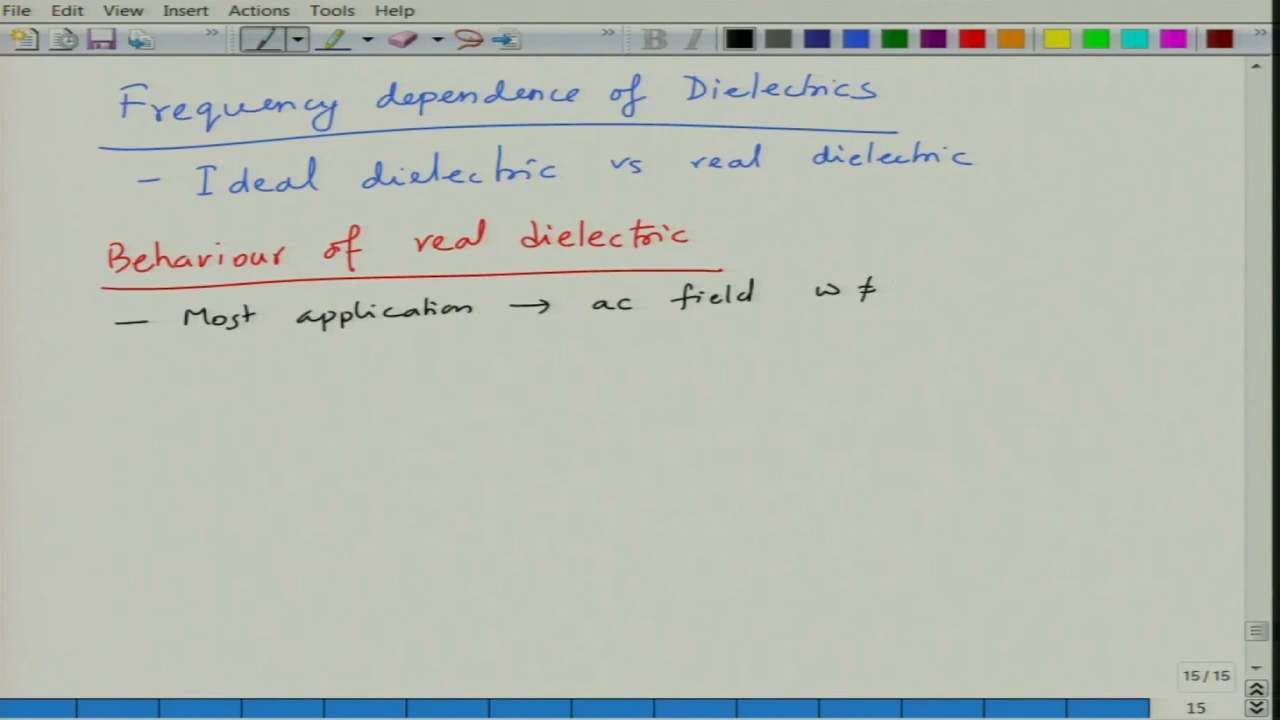 File Edit View Insert Actions Tools Help
B I
Frequency dependence of Dielectrics
- Ideal dielectric vs real dielectric
Behaviour of real dielectric
- Most application → ac field ω ≠
15 / 15
15